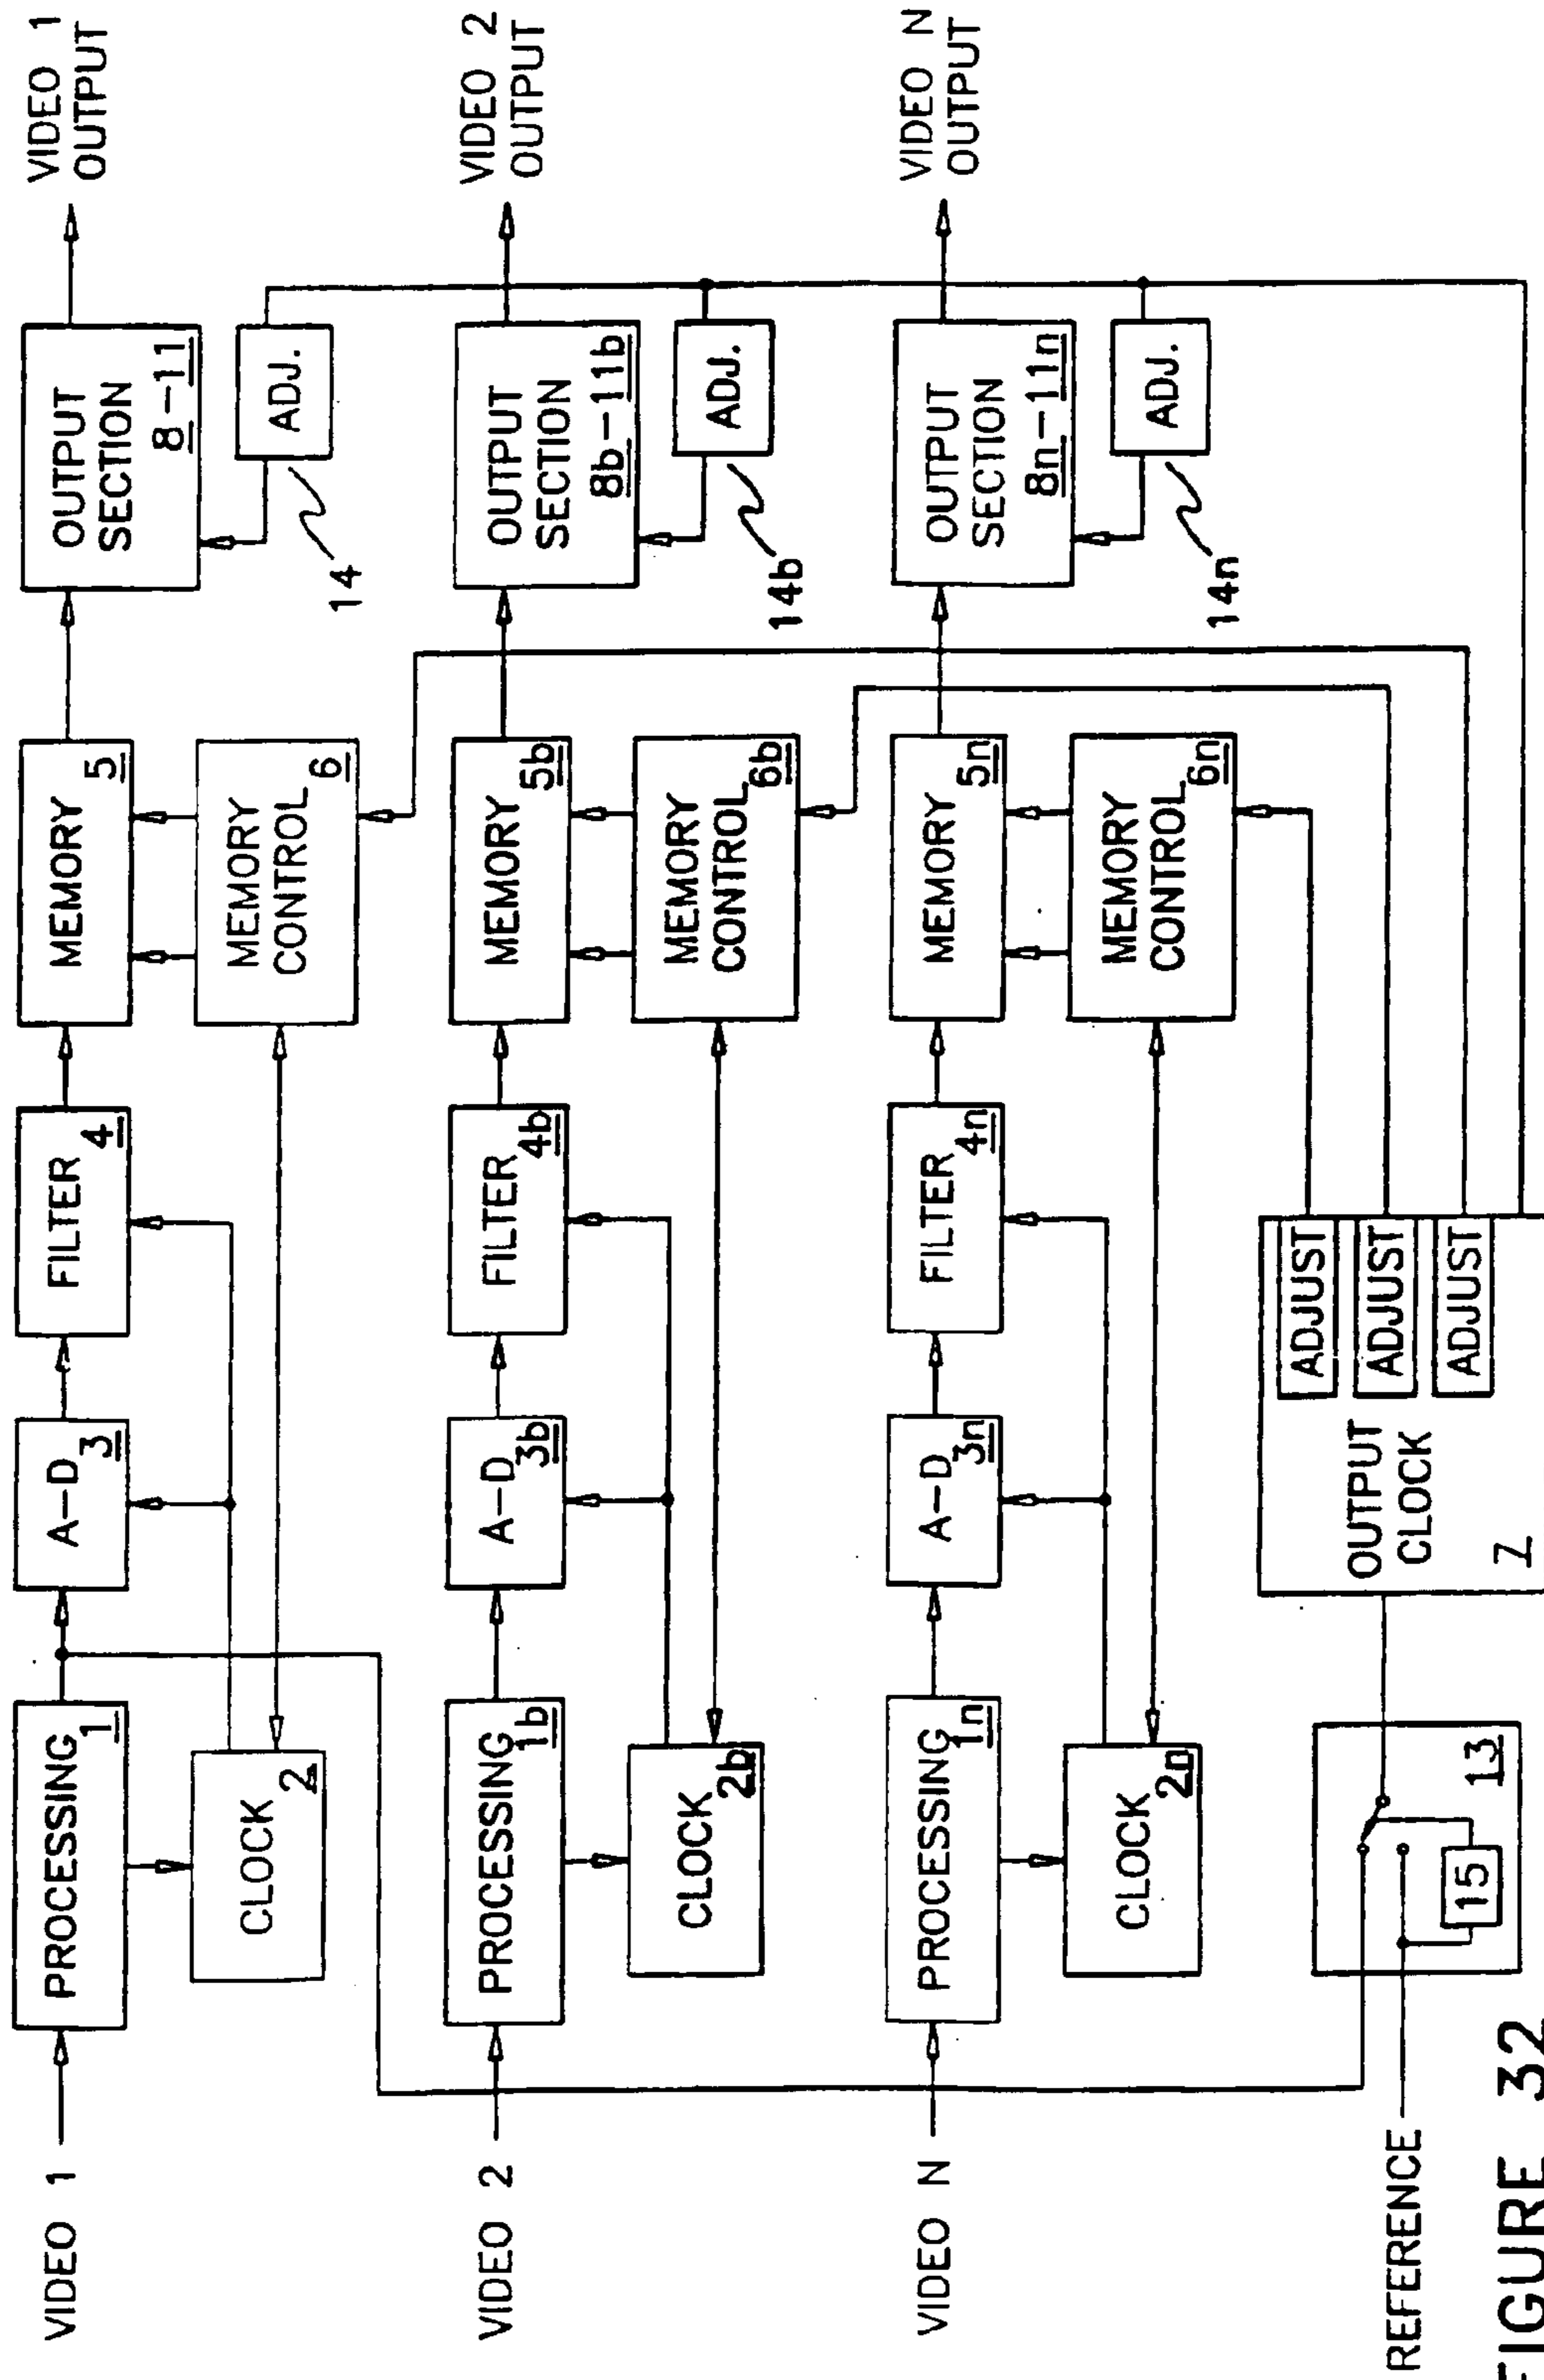 VIDEO 1
PROCESSING
1
A-D
3
FILTER
4
MEMORY
5
OUTPUT
SECTION
8-11
VIDEO 1
OUTPUT
CLOCK
2
MEMORY
CONTROL
6
ADJ.
14
VIDEO 2
PROCESSING
1b
A-D
3b
FILTER
4b
MEMORY
5b
OUTPUT
SECTION
8b-11b
VIDEO 2
OUTPUT
CLOCK
2b
MEMORY
CONTROL
6b
ADJ.
14b
VIDEO N
PROCESSING
1n
A-D
3n
FILTER
4n
MEMORY
5n
OUTPUT
SECTION
8n-11n
VIDEO N
OUTPUT
CLOCK
2n
MEMORY
CONTROL
6n
ADJ.
14n
REFERENCE
13
15
OUTPUT
CLOCK
7
ADJUST
ADJUST
ADJUST
FIGURE 32